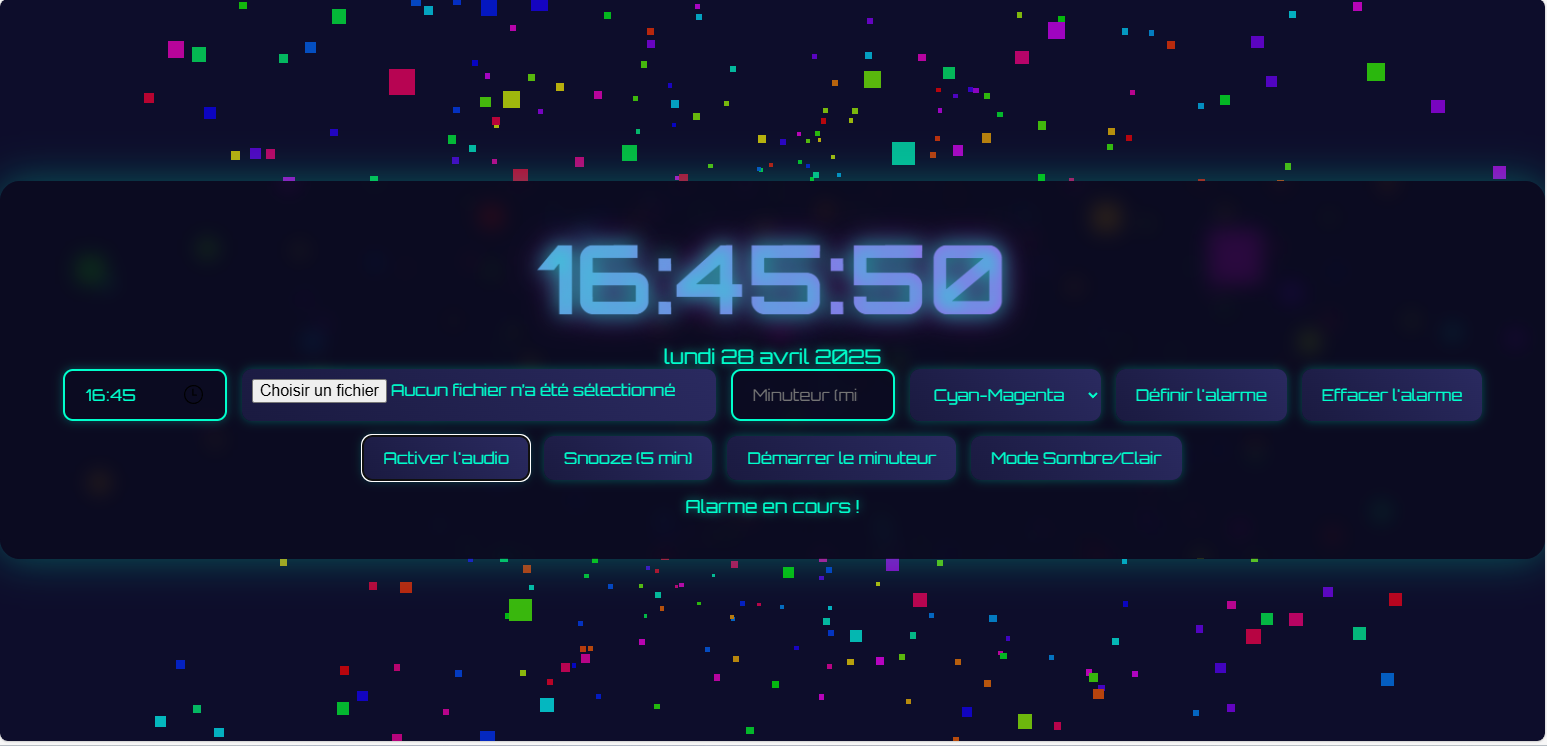 16:45:50
lundi 28 avril 2025
16:45 Choisir un fichier Aucun fichier n'a été sélectionné Minuteur (mi Cyan-Magenta Définir l'alarme Effacer l'alarme
Activer l'audio Snooze (5 min) Démarrer le minuteur Mode Sombre/Clair
Alarme en cours !